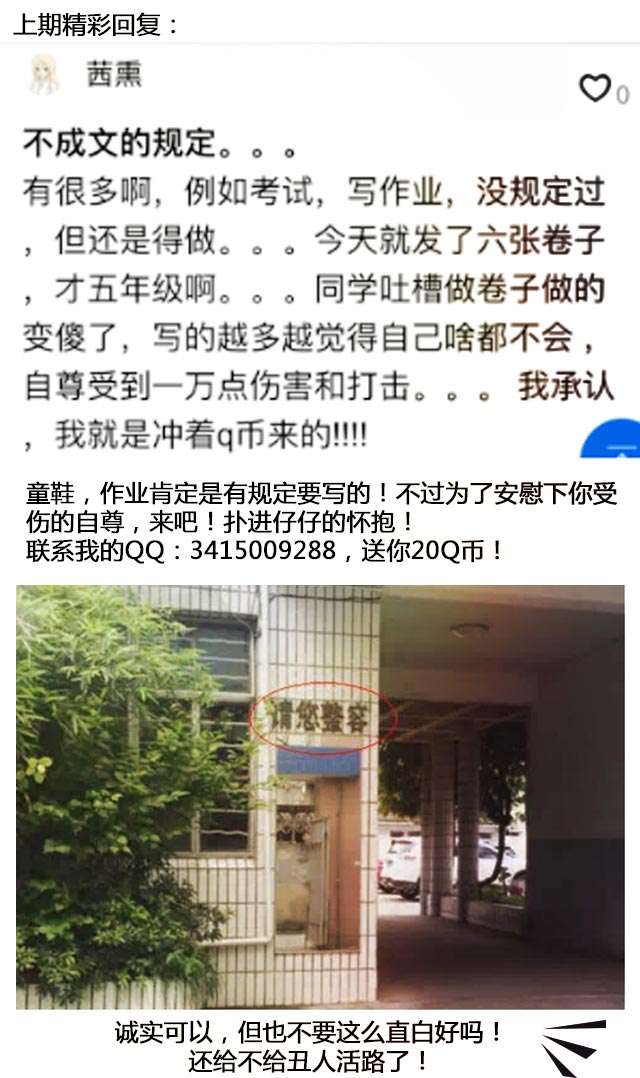 上期精彩回复：
茜熏
0
不成文的规定。。。
有很多啊，例如考试，写作业，没规定过
，但还是得做。。。今天就发了六张卷子
，才五年级啊。。。同学吐槽做卷子做的
变傻了，写的越多越觉得自己啥都不会，
自尊受到一万点伤害和打击。。。我承认
，我就是冲着q币来的!!!!
童鞋，作业肯定是有规定要写的！不过为了安慰下你受
伤的自尊，来吧！扑进仔仔的怀抱！
联系我的QQ：3415009288，送你20Q币！
请您整容
诚实可以，但也不要这么直白好吗！
还给不给丑人活路了！